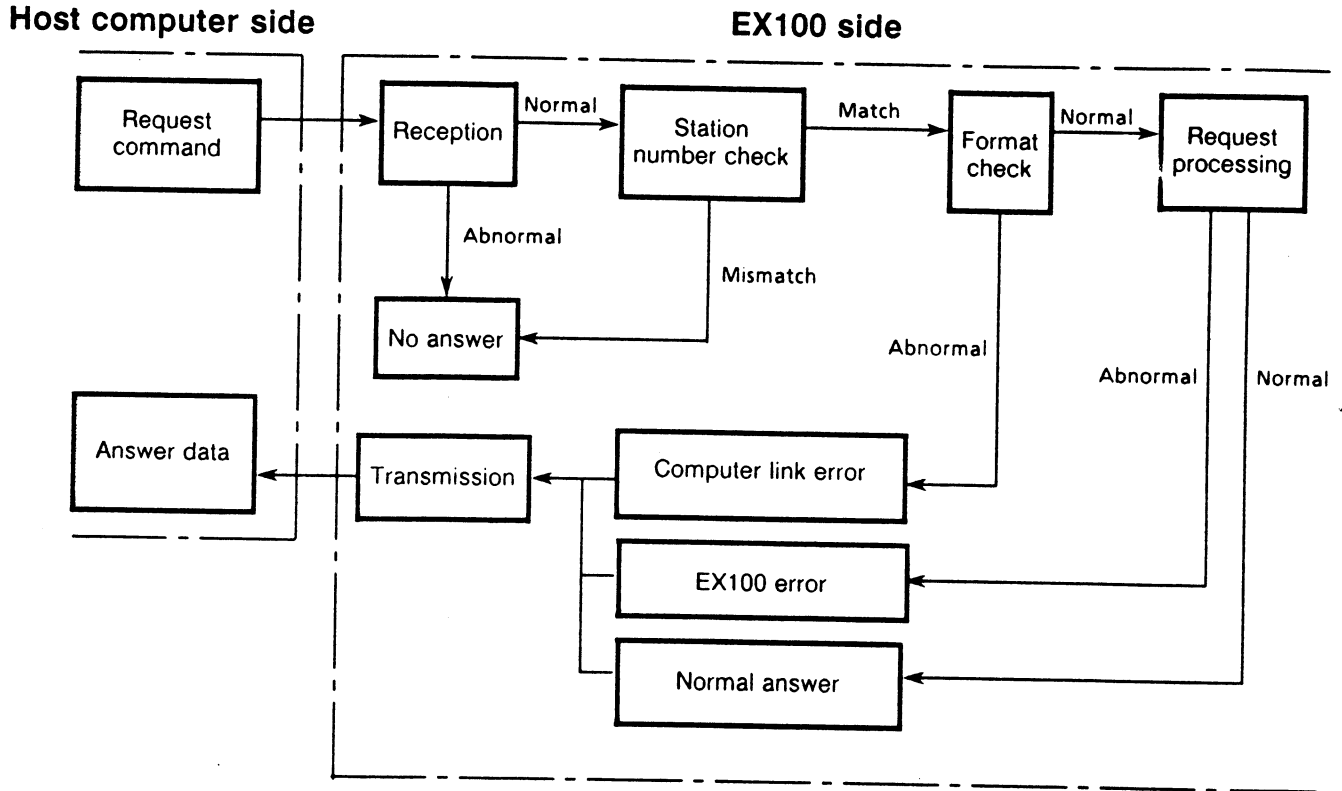 Host computer side
EX100 side
Request
command
Reception
Normal
Station
number check
Match
Format
check
Normal
Request
processing
Abnormal
Mismatch
No answer
Abnormal
Abnormal
Normal
Answer data
Transmission
Computer link error
EX100 error
Normal answer